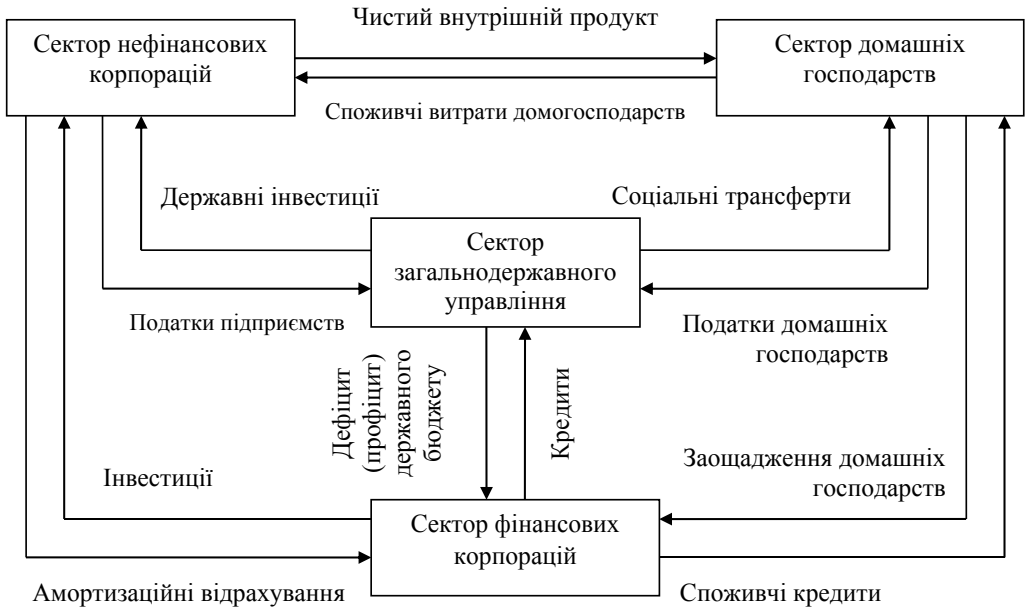 Чистий внутрішній продукт
Сектор нефінансових
корпорацій
Сектор домашніх
господарств
Споживчі витрати домогосподарств
Державні інвестиції
Соціальні трансферти
Сектор
загальнодержавного
управління
Податки підприємств
Податки домашніх
господарств
Дефіцит
(профіцит)
державного
бюджету
Кредити
Інвестиції
Заощадження домашніх
господарств
Сектор фінансових
корпорацій
Амортизаційні відрахування
Споживчі кредити